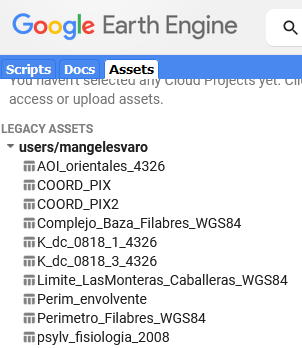 Google Earth Engine
Scripts Docs Assets
You haven't selected any Cloud Projects yet. Cl
access or upload assets.
LEGACY ASSETS
users/mangelesvaro
AOI_orientales_4326
COORD_PIX
COORD_PIX2
Complejo_Baza_Filabres_WGS84
K_dc_0818_1_4326
K_dc_0818_3_4326
Limite_LasMonteras_Caballeras_WGS84
Perim_envolvente
Perimetro_Filabres_WGS84
psylv_fisiologia_2008